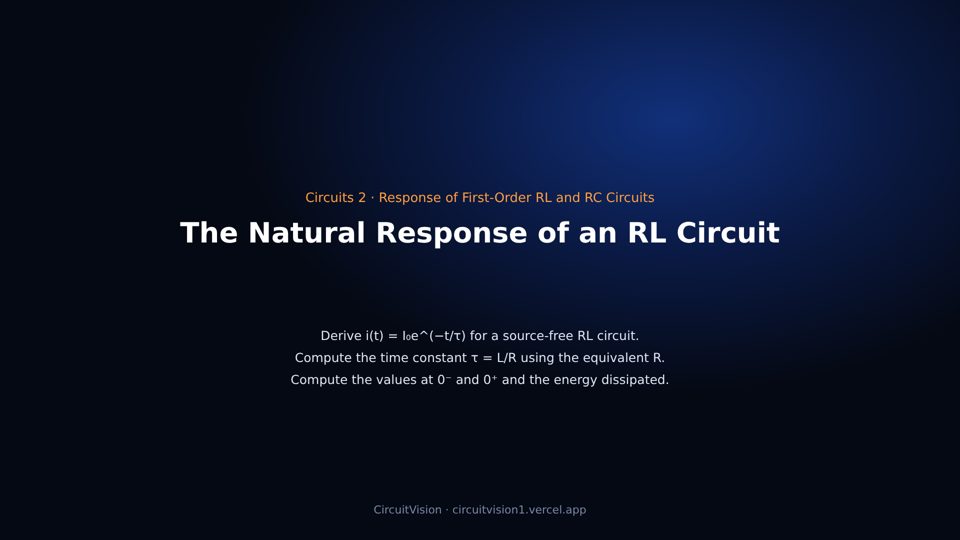 Circuits 2 · Response of First-Order RL and RC Circuits
The Natural Response of an RL Circuit
Derive i(t) = I₀e^(−t/τ) for a source-free RL circuit.
Compute the time constant τ = L/R using the equivalent R.
Compute the values at 0⁻ and 0⁺ and the energy dissipated.
CircuitVision · circuitvision1.vercel.app